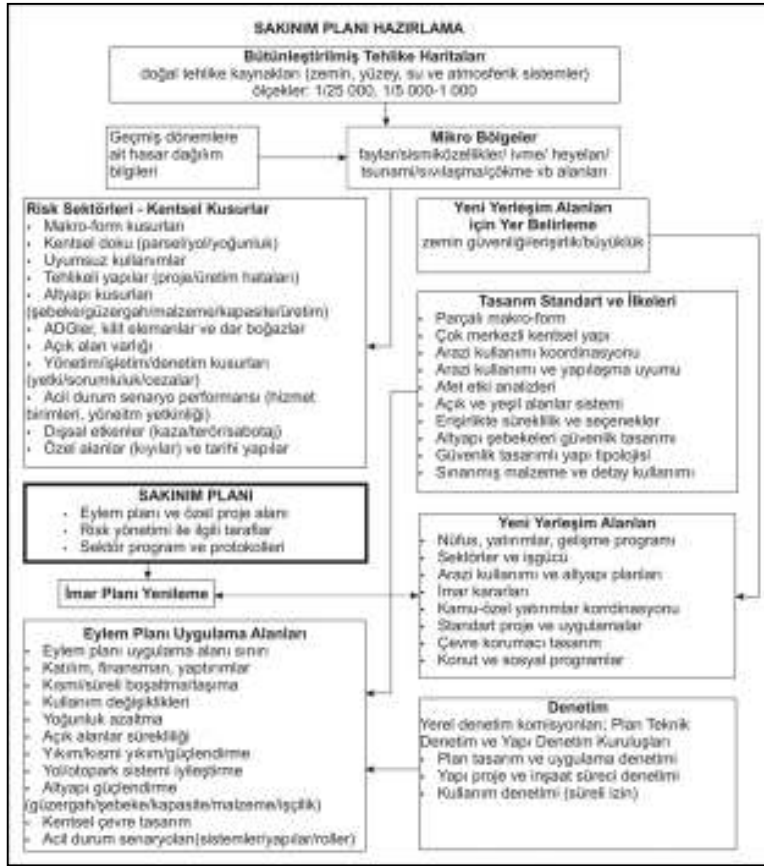 SAKINIM PLANI HAZIRLAMA
Bütünleştirilmiş Tehlike Haritaları
doğal tehlike kaynakları (zemin, yüzey, su ve atmosferik sistemler)
ölçekler: 1/25 000, 1/5 000-1 000
Geçmiş dönemlere
ait hasar dağılım
bilgileri
Mikro Bölgeler
faylar/sismiközellikler/ ivme/ heyelan/
tsunami/sıvılaşma/çökme vb alanları
Risk Sektörleri - Kentsel Kusurlar
- Makro-form kusurları
- Kentsel doku (parsel/yol/yoğunluk)
- Uyumsuz kullanımlar
- Tehlikeli yapılar (proje/üretim hataları)
- Altyapı kusurları
(şebeke/güzergah/malzeme/kapasite/üretim)
- ADGler, kilit elemanlar ve dar boğazlar
- Açık alan varlığı
- Yönetim/işletim/denetim kusurları
(yetki/sorumluluk/cezalar)
- Acil durum senaryo performansı (hizmet
birimleri, yöneitm yetkinliği)
- Dışsal etkenler (kaza/terör/sabotaj)
- Özel alanlar (kıyılar) ve tarihi yapılar
Yeni Yerleşim Alanları
için Yer Belirleme
zemin güvenliği/erişirlik/büyüklük
Tasarım Standart ve İlkeleri
- Parçalı makro-form
- Çok merkezli kentsel yapı
- Arazi kullanımı koordinasyonu
- Arazi kullanımı ve yapılaşma uyumu
- Afet etki analizleri
- Açık ve yeşil alanlar sistemi
- Erişirlikte süreklilik ve seçenekler
- Altyapı şebekeleri güvenlik tasarımı
- Güvenlik tasarımlı yapı tipolojisi
- Sınanmış malzeme ve detay kullanımı
SAKINIM PLANI
- Eylem planı ve özel proje alanı
- Risk yönetimi ile ilgili taraflar
- Sektör program ve protokolleri
İmar Planı Yenileme
Yeni Yerleşim Alanları
- Nüfus, yatırımlar, gelişme programı
- Sektörler ve işgücü
- Arazi kullanımı ve altyapı planları
- İmar kararları
- Kamu-özel yatırımlar kordinasyonu
- Standart proje ve uygulamalar
- Çevre korumacı tasarım
- Konut ve sosyal programlar
Eylem Planı Uygulama Alanları
- Eylem planı uygulama alanı sınırı
- Katılım, finansman, yaptırımlar
- Kısmi/süreli boşaltma/taşıma
- Kullanım değişiklikleri
- Yoğunluk azaltma
- Açık alanlar sürekliliği
- Yıkım/kısmi yıkım/güçlendirme
- Yol/otopark sistemi iyileştirme
- Altyapı güçlendirme
(güzergah/şebeke/kapasite/malzeme/işçilik)
- Kentsel çevre tasarım
- Acil durum senaryoları(sistemler/yapılar/roller)
Denetim
Yerel denetim komisyonları; Plan Teknik
Denetim ve Yapı Denetim Kuruluşları
- Plan tasarım ve uygulama denetimi
- Yapı proje ve inşaat süreci denetimi
- Kullanım denetimi (süreli izin)